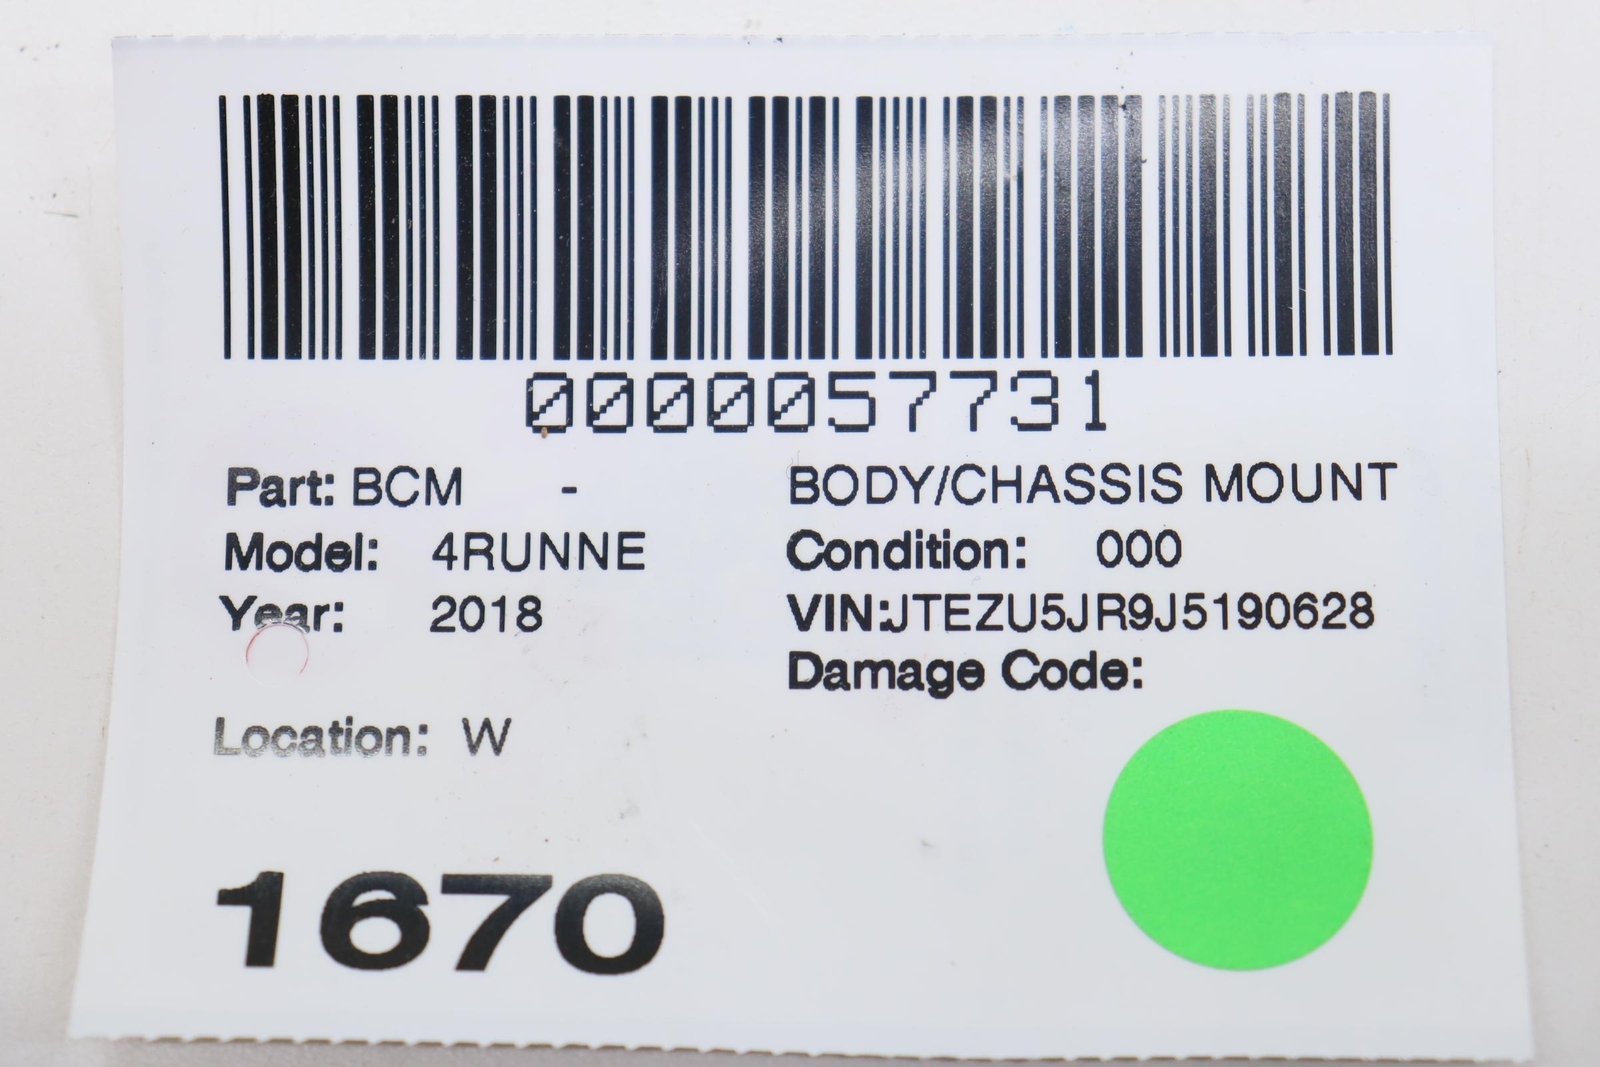 0000057731
Part: BCM - BODY/CHASSIS MOUNT
Model: 4RUNNE Condition: 000
Year: 2018 VIN:JTEZU5JR9J5190628
Damage Code:
Location: W
1670